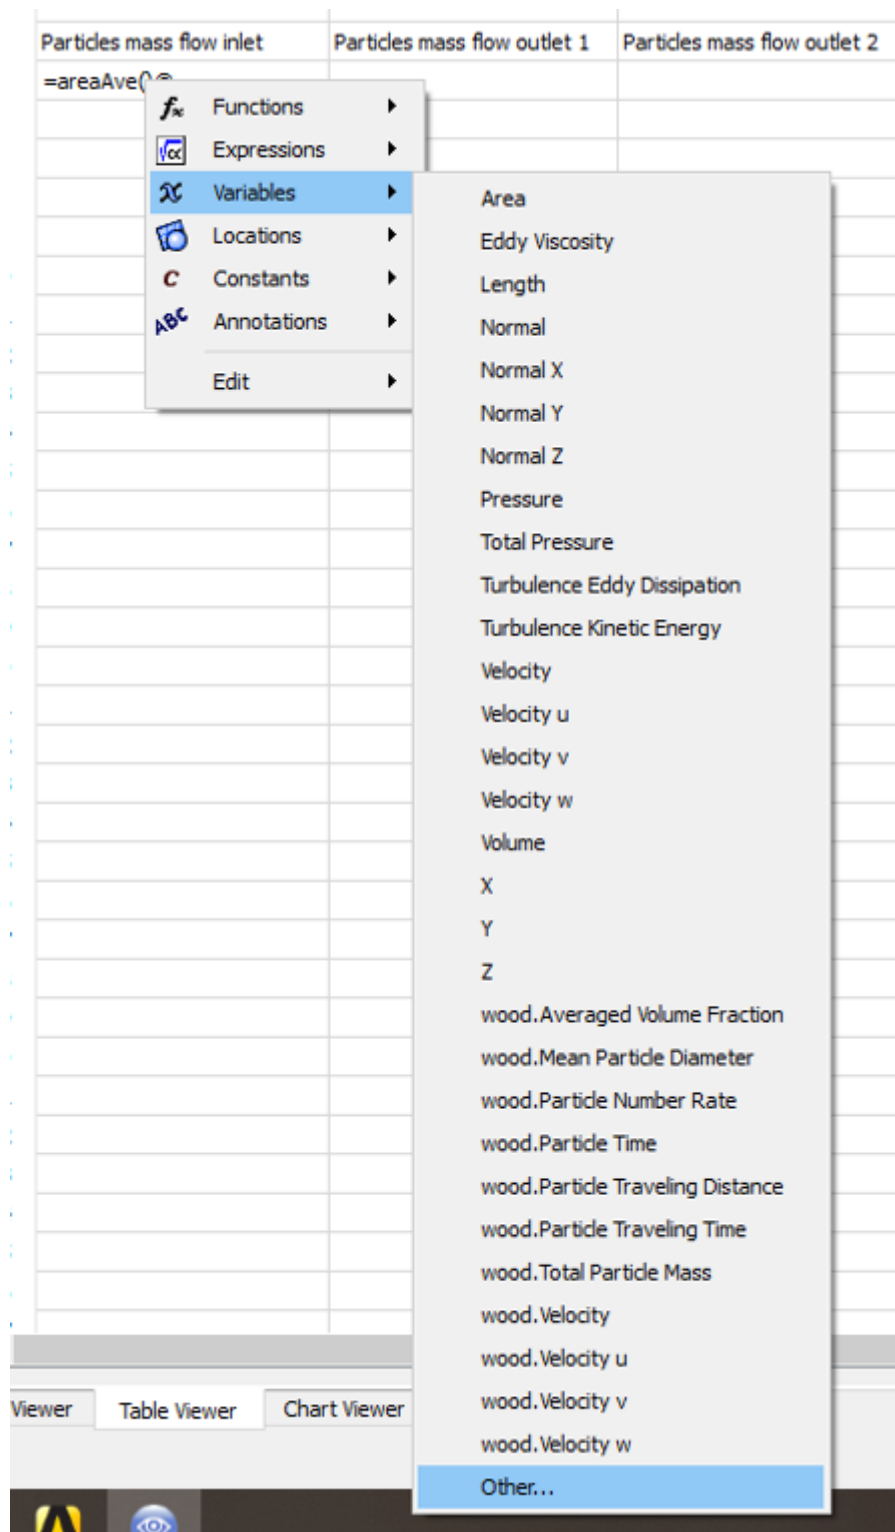 Particles mass flow inlet
Particles mass flow outlet 1
Particles mass flow outlet 2
=areaAve()@
Functions
Expressions
Variables
Locations
Constants
Annotations
Edit
Area
Eddy Viscosity
Length
Normal
Normal X
Normal Y
Normal Z
Pressure
Total Pressure
Turbulence Eddy Dissipation
Turbulence Kinetic Energy
Velocity
Velocity u
Velocity v
Velocity w
Volume
X
Y
Z
wood.Averaged Volume Fraction
wood.Mean Particle Diameter
wood.Particle Number Rate
wood.Particle Time
wood.Particle Traveling Distance
wood.Particle Traveling Time
wood.Total Particle Mass
wood.Velocity
wood.Velocity u
wood.Velocity v
wood.Velocity w
Other...
Viewer
Table Viewer
Chart Viewer